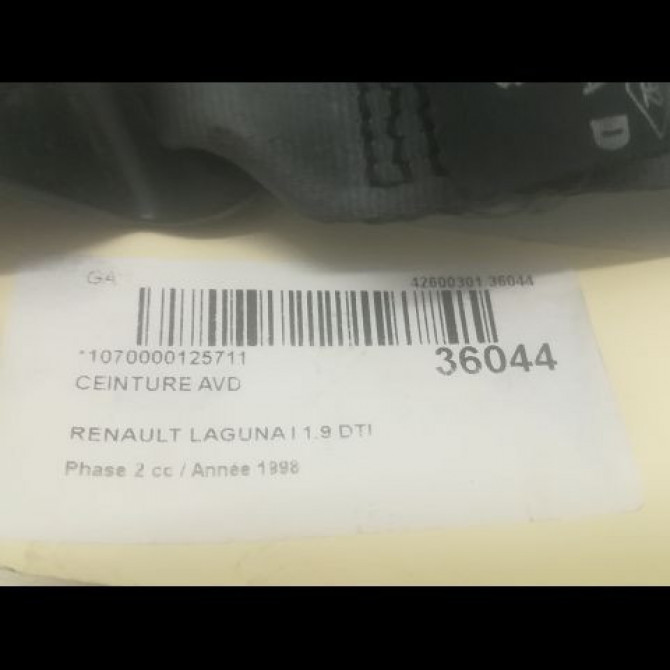 G4
42600301 36044
*1070000125711
36044
CEINTURE AVD
RENAULT LAGUNA I 1.9 DTI
Phase 2 cc / Année 1998